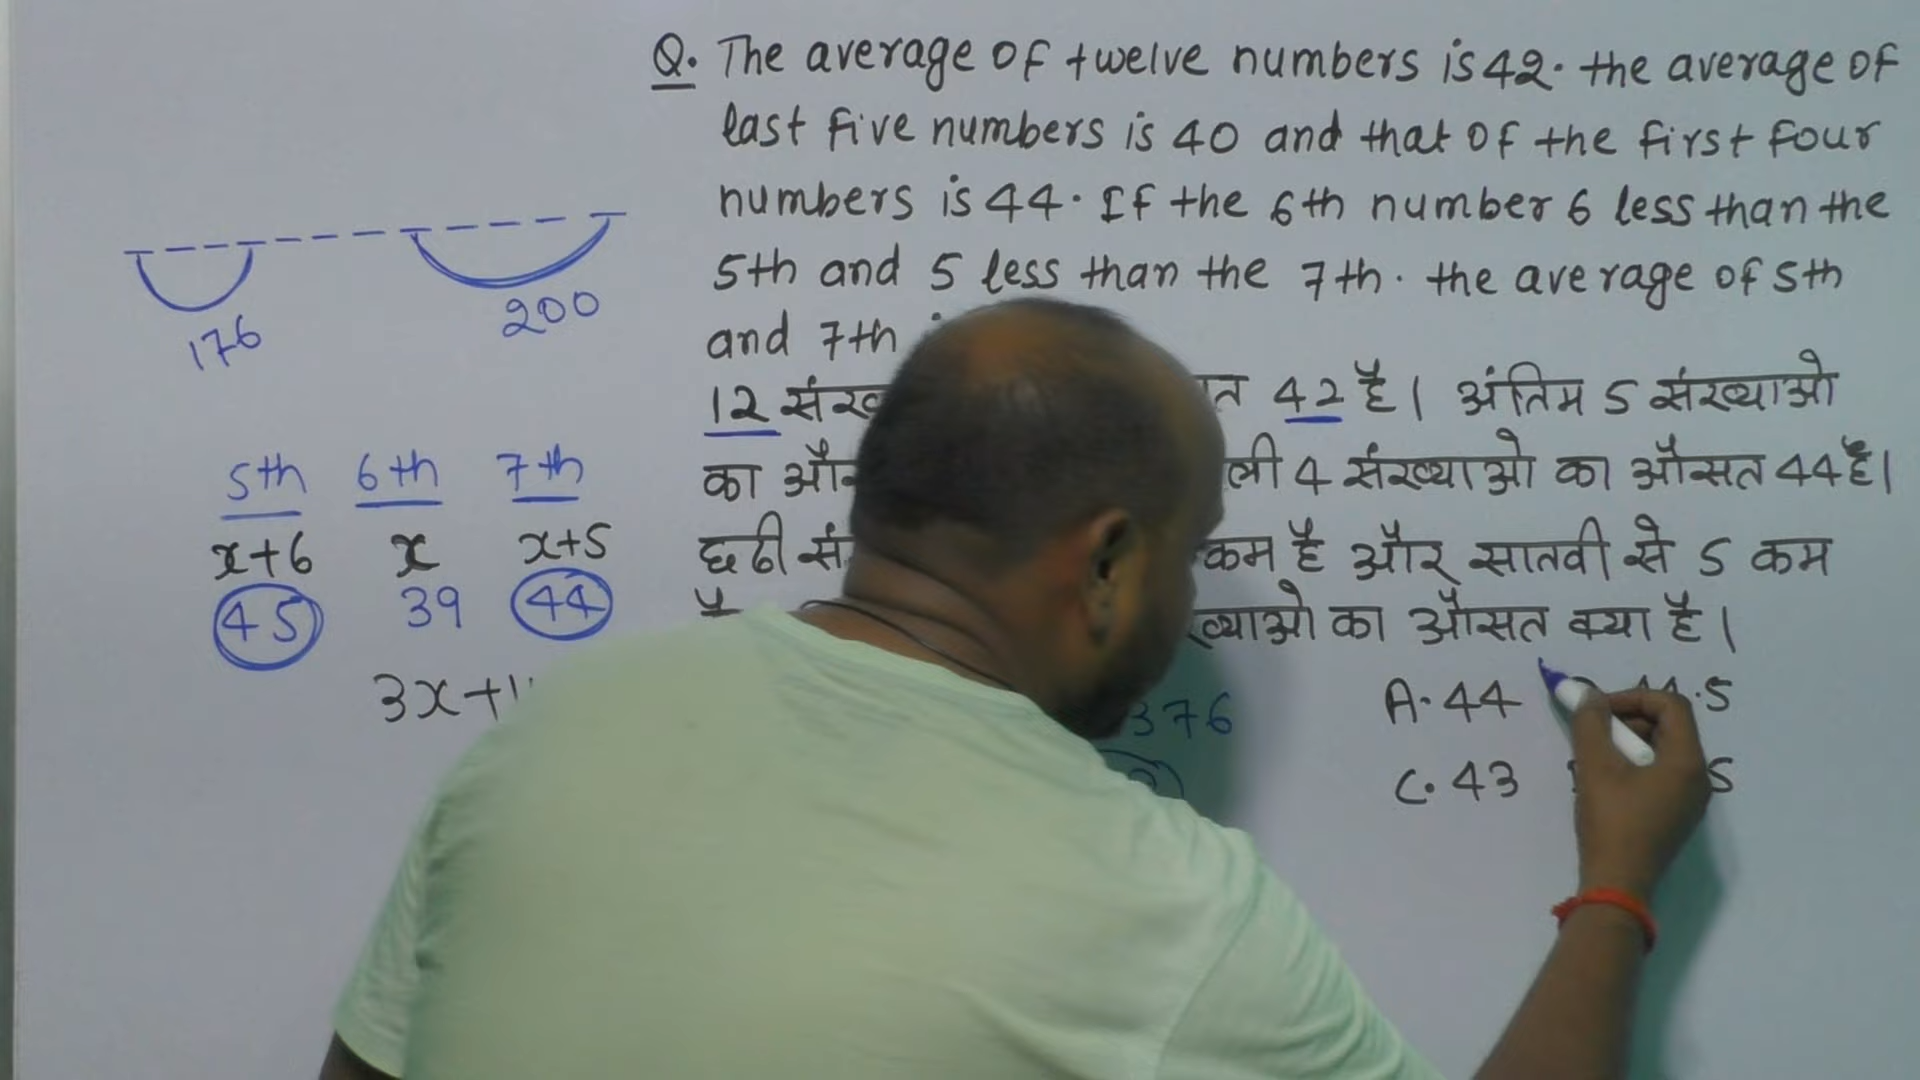 Q. The average of twelve numbers is 42. the average of
last five numbers is 40 and that of the first four
numbers is 44. If the 6th number 6 less than the
5th and 5 less than the 7th. the average of 5th
and 7th
12 42 है। अंतिम 5 संख्याओ
का 4 संख्याओ का औसत 44 है।
छठी कम है और सातवी से 5 कम
का औसत क्या है।
A. 44 .5
C. 43 5
176 200
5th 6th 7th
x+6 x x+5
45 39 44
3x+
376